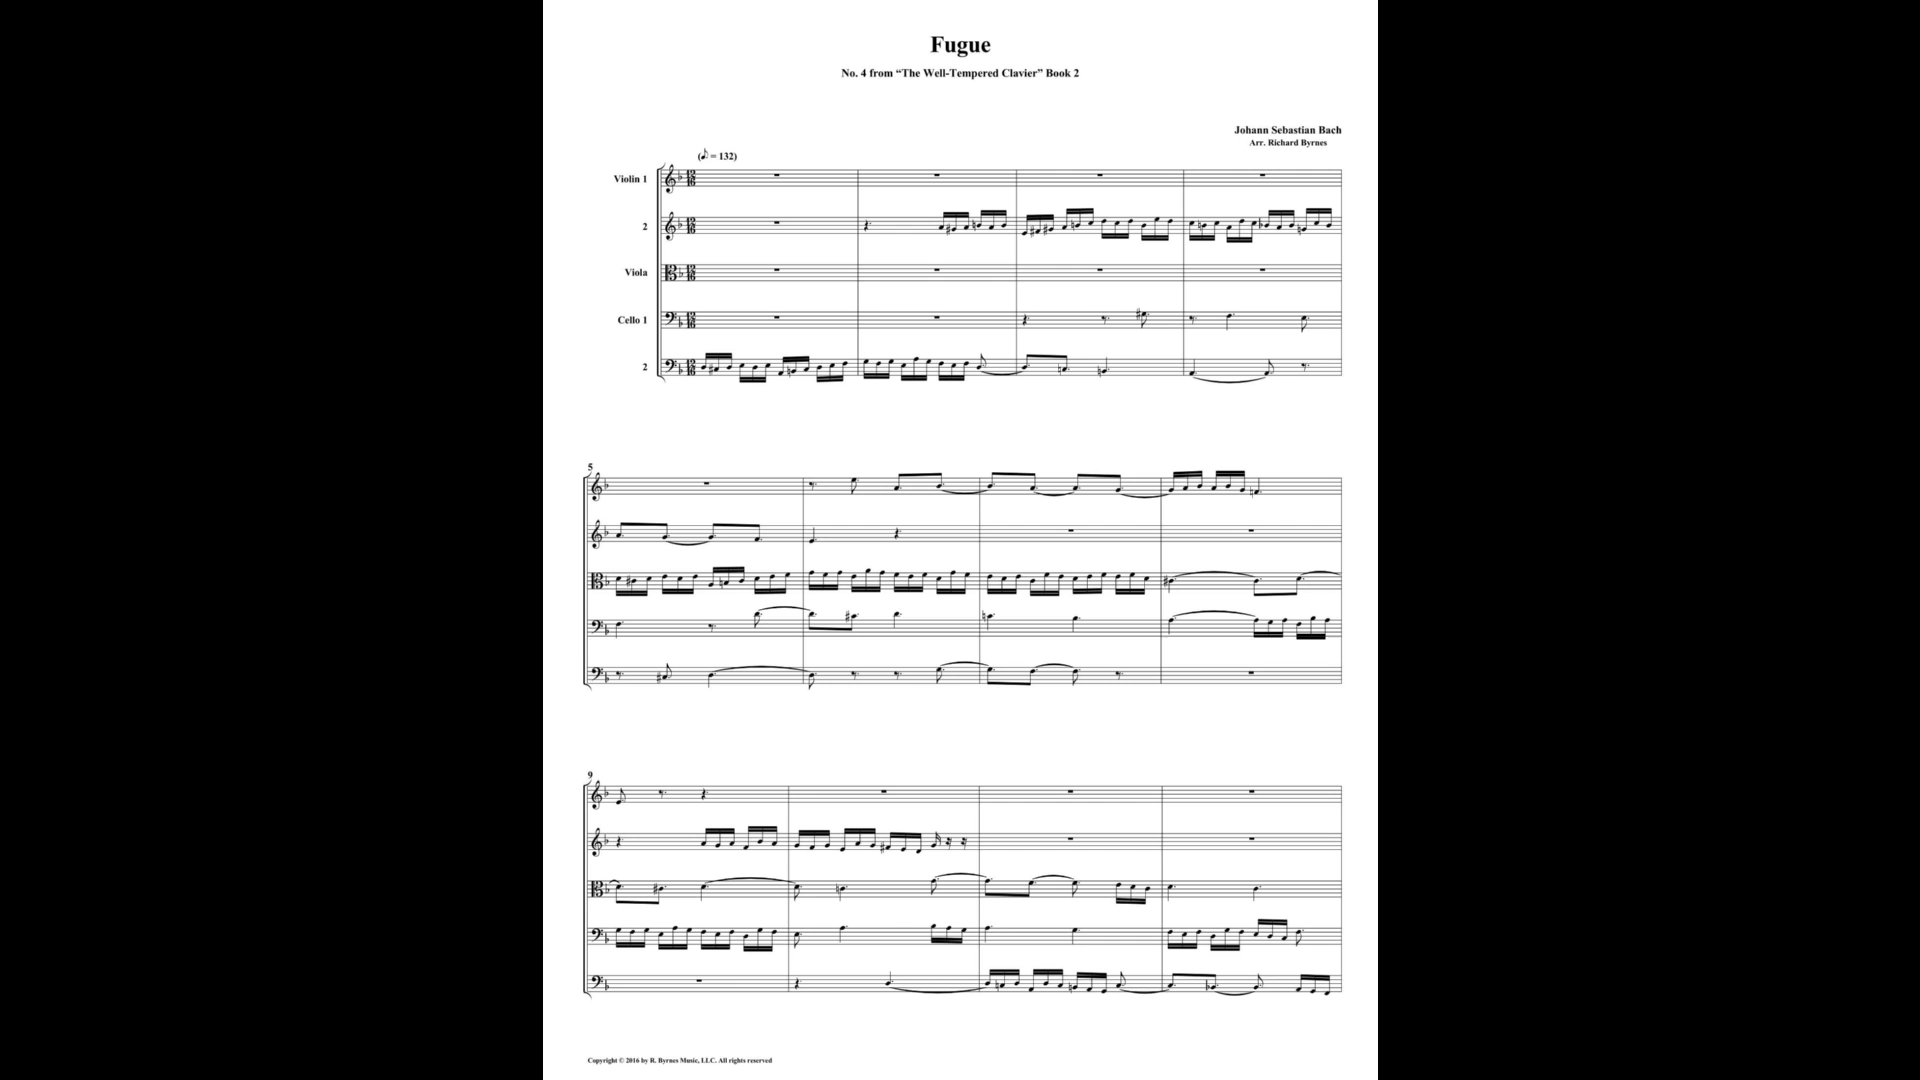 Fugue
No. 4 from “The Well-Tempered Clavier” Book 2
Johann Sebastian Bach
Arr. Richard Byrnes
(♪ = 132)
Violin 1
2
Viola
Cello 1
2
5
9
Copyright © 2016 by R. Byrnes Music, LLC. All rights reserved